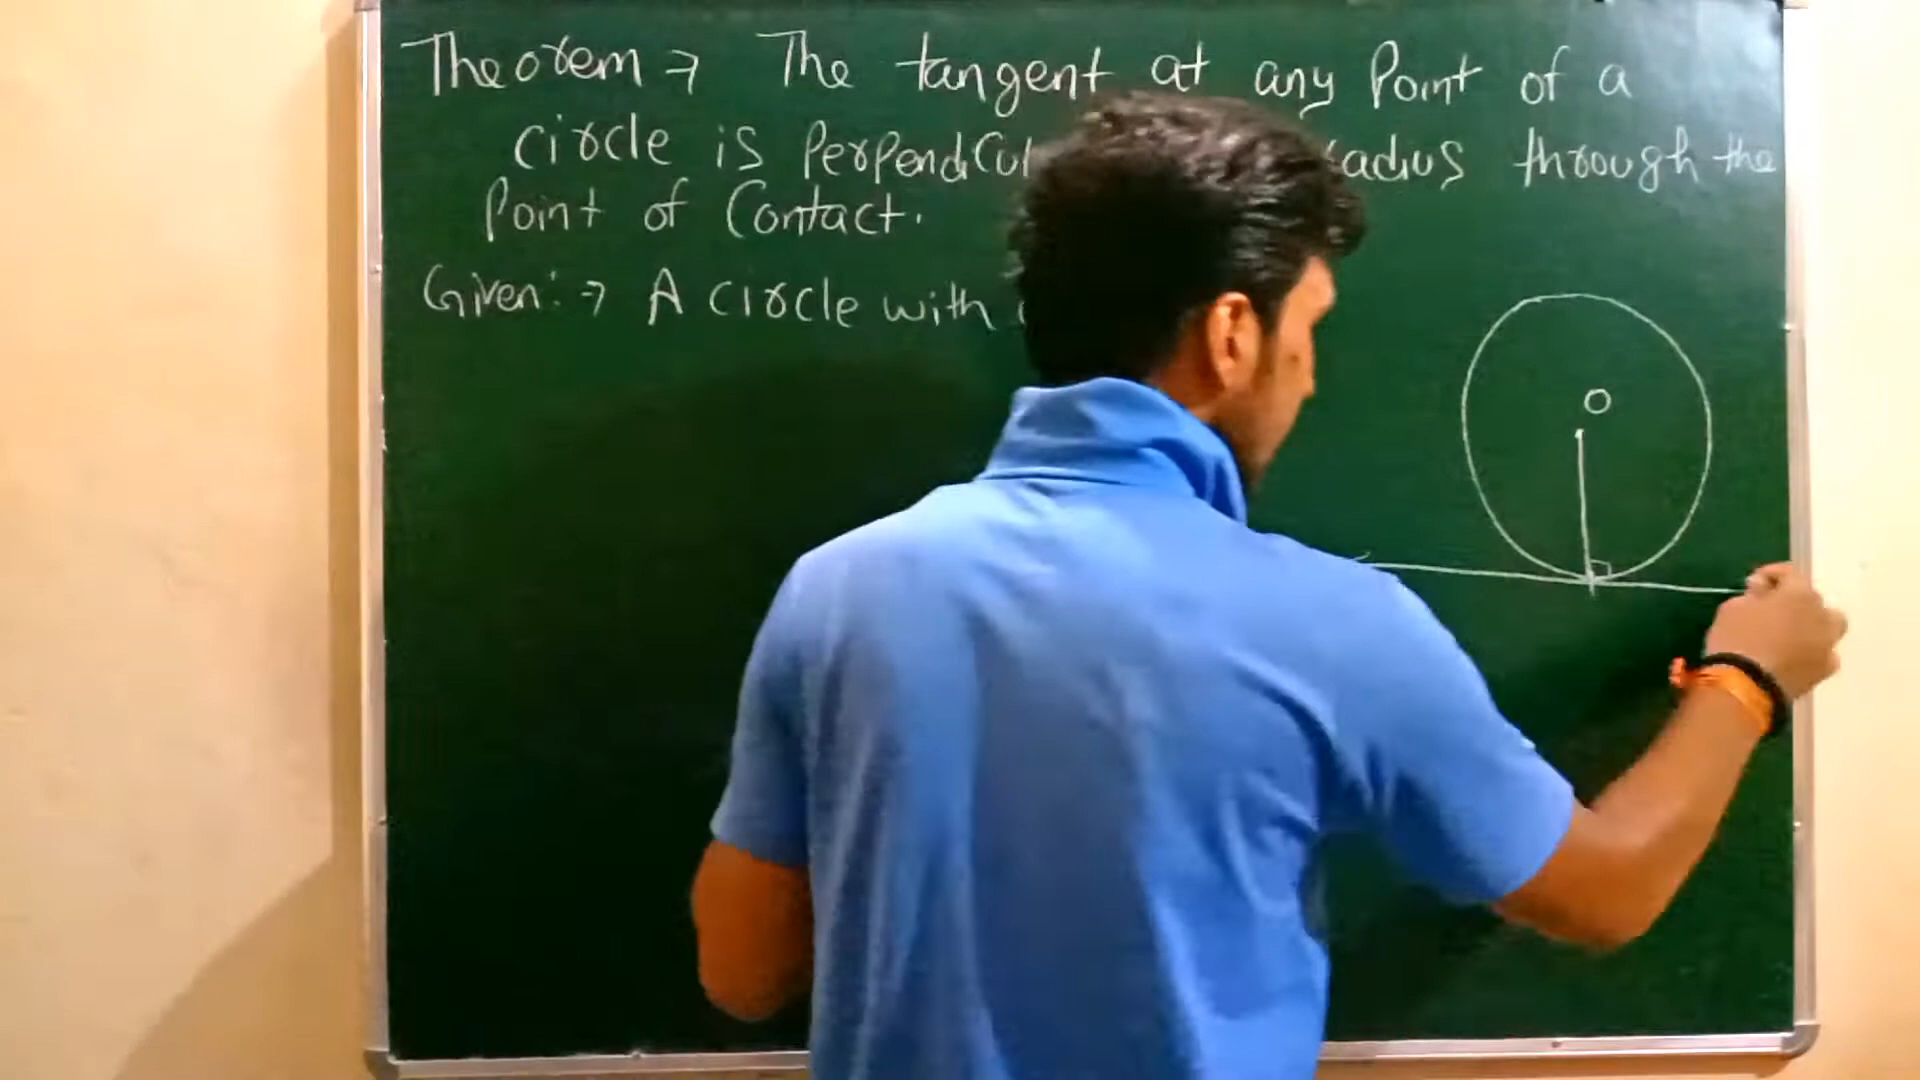 Theorem → The tangent at any Point of a
circle is Perpendicul adius through the
Point of Contact.
Given: → A circle with
O